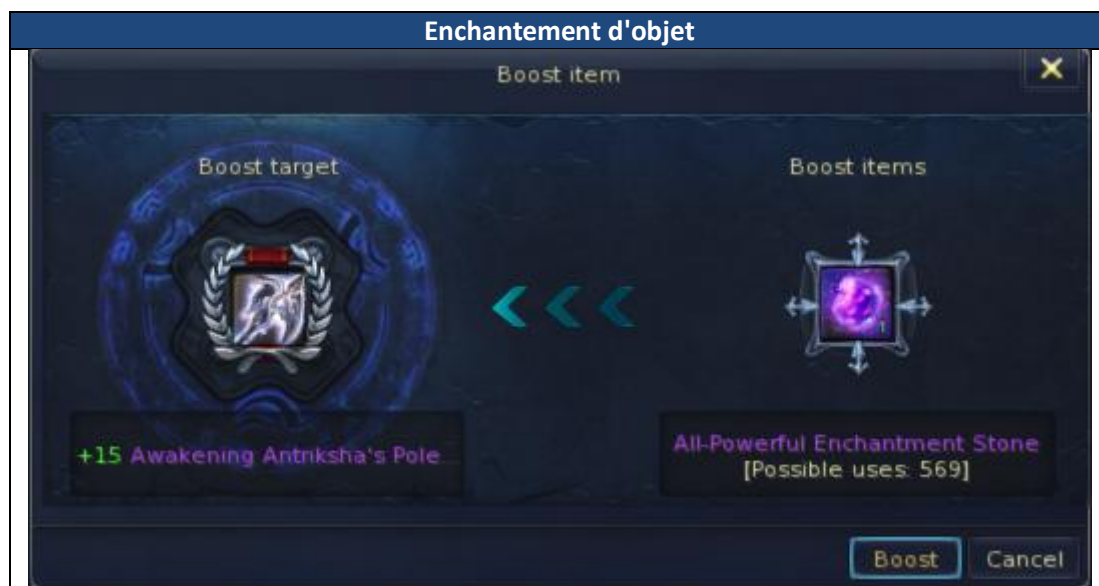 Enchantement d'objet
Boost item
Boost target
Boost items
1
+15 Awakening Antriksha's Pole
All-Powerful Enchantment Stone
[Possible uses: 569]
Boost
Cancel